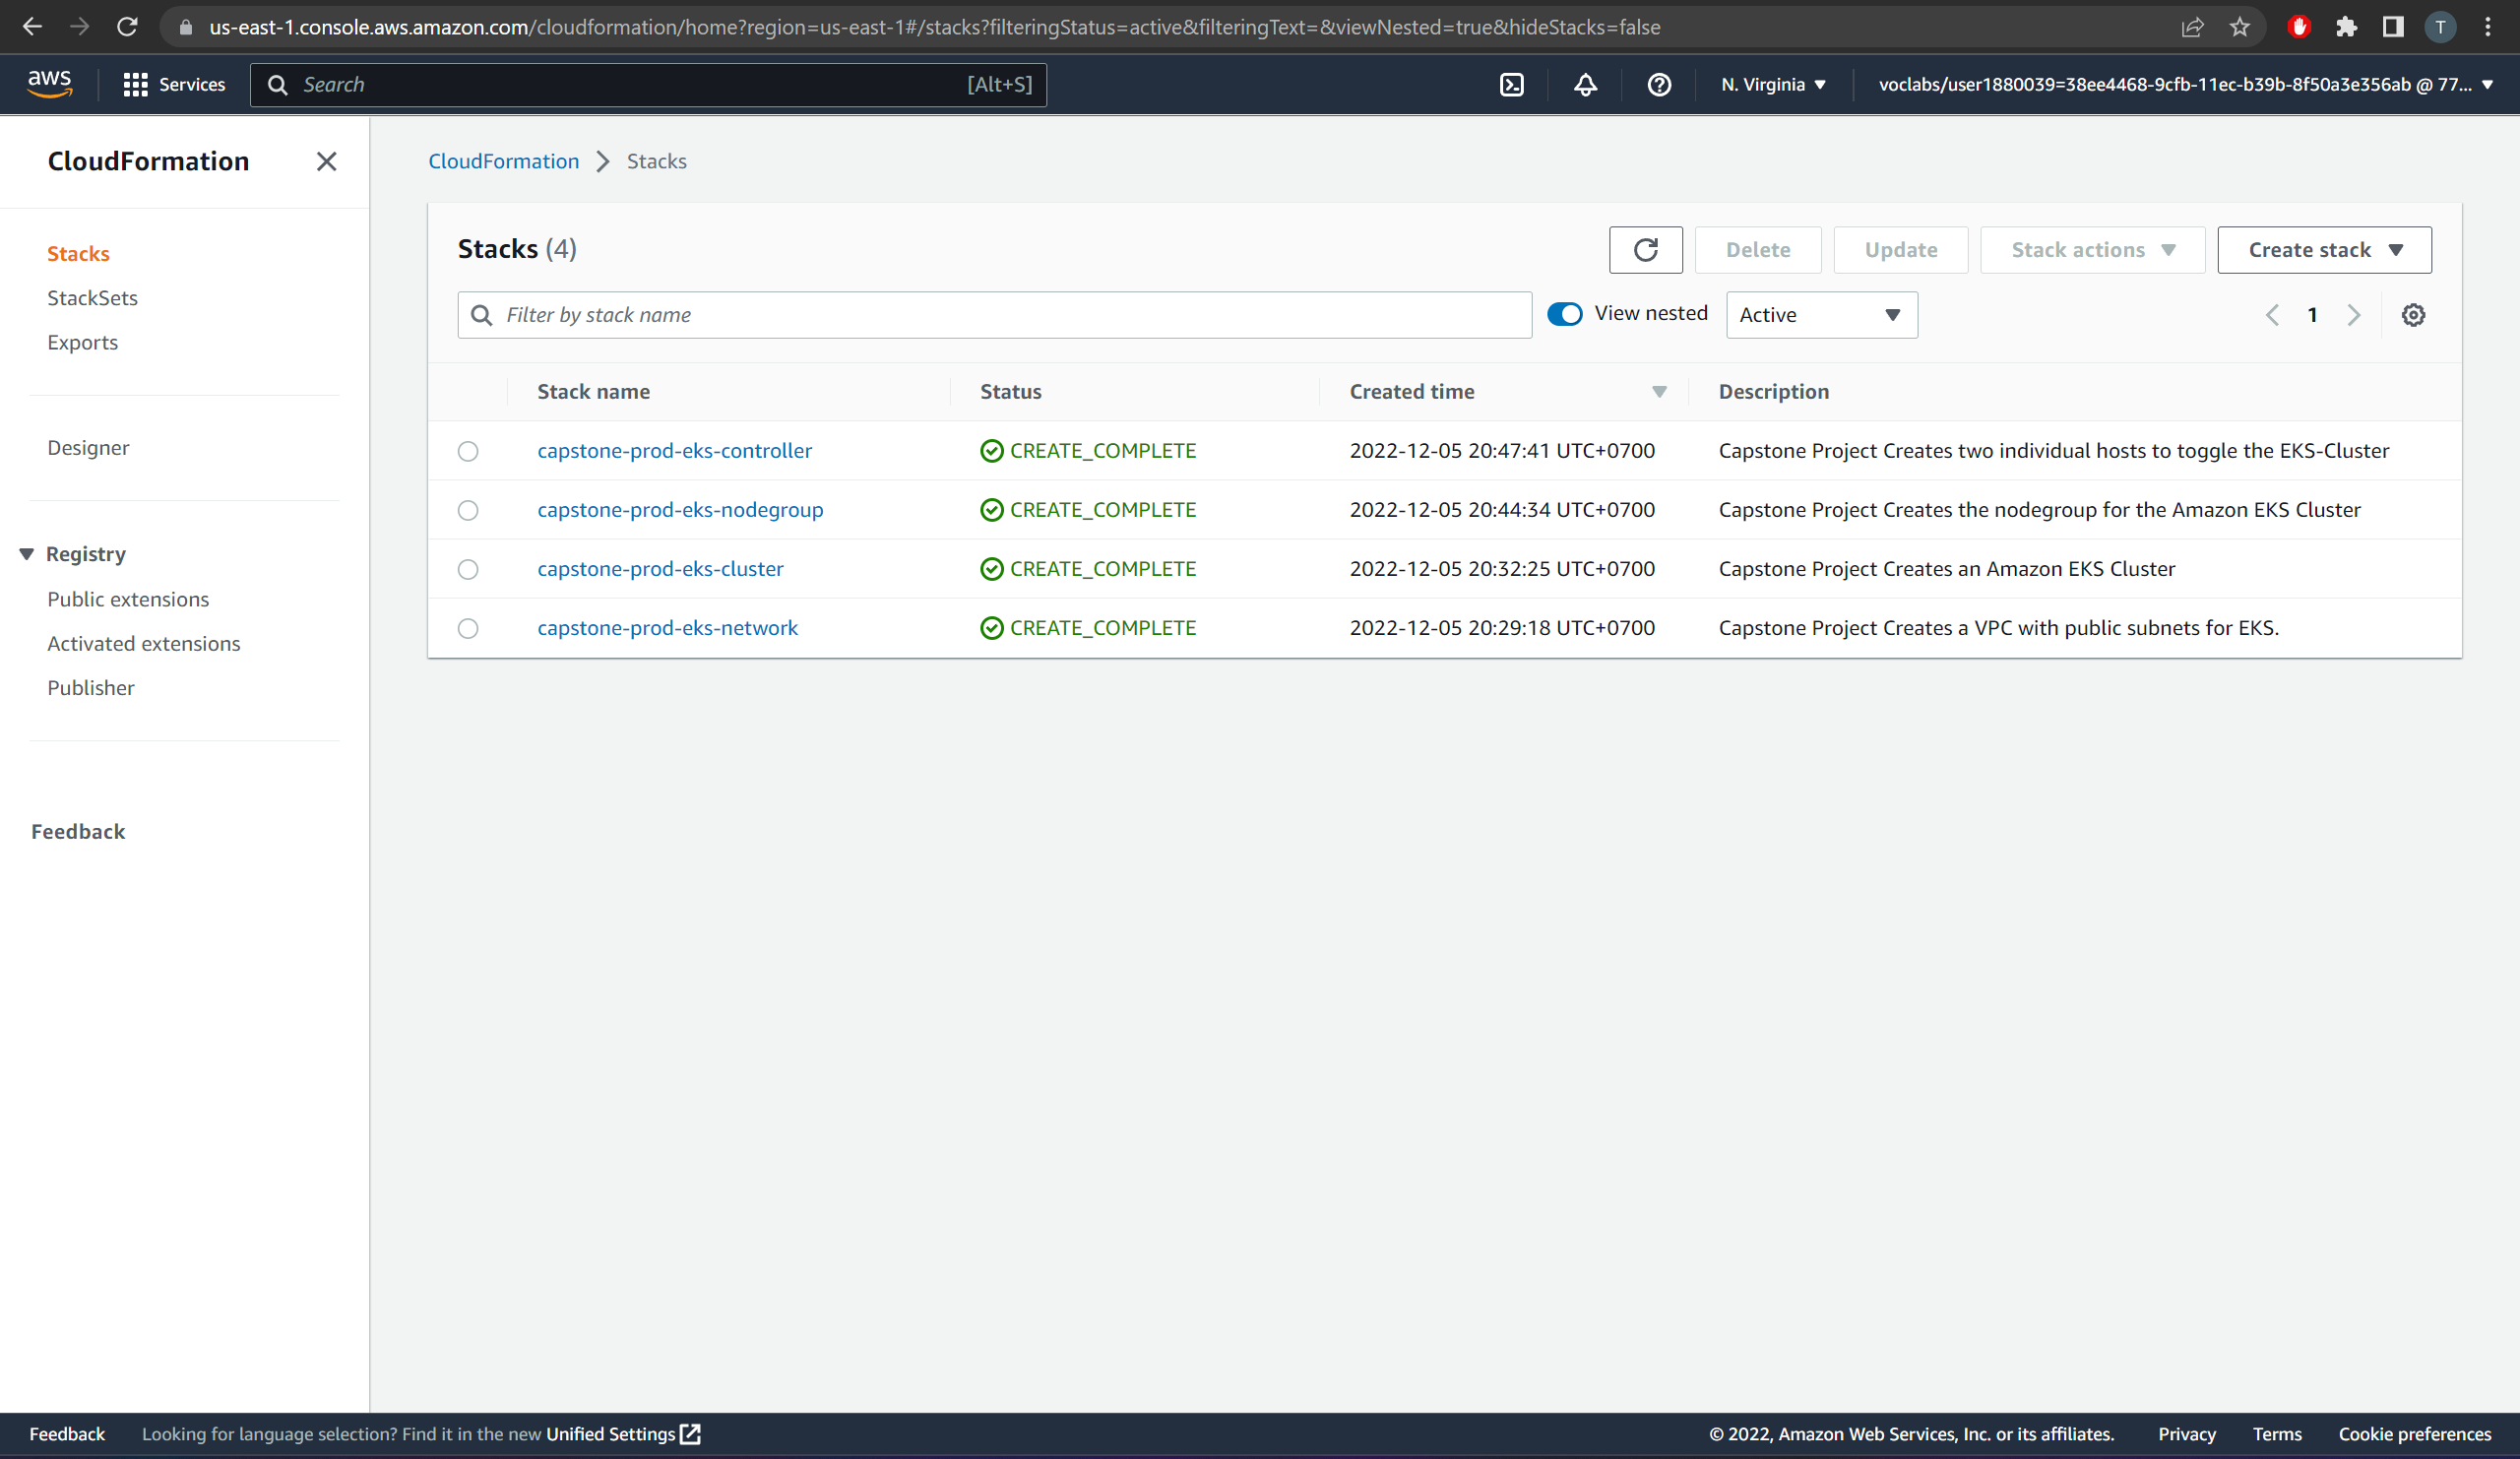 us-east-1.console.aws.amazon.com/cloudformation/home?region=us-east-1#/stacks?filteringStatus=active&filteringText=&viewNested=true&hideStacks=false
T
aws
Services
Search
[Alt+S]
N. Virginia
voclabs/user1880039=38ee4468-9cfb-11ec-b39b-8f50a3e356ab @ 77...
CloudFormation
Stacks
StackSets
Exports
Designer
Registry
Public extensions
Activated extensions
Publisher
Feedback
CloudFormation Stacks
Stacks (4)
Delete
Update
Stack actions
Create stack
Filter by stack name
View nested
Active
1
Stack name Status Created time Description
capstone-prod-eks-controller CREATE_COMPLETE 2022-12-05 20:47:41 UTC+0700 Capstone Project Creates two individual hosts to toggle the EKS-Cluster
capstone-prod-eks-nodegroup CREATE_COMPLETE 2022-12-05 20:44:34 UTC+0700 Capstone Project Creates the nodegroup for the Amazon EKS Cluster
capstone-prod-eks-cluster CREATE_COMPLETE 2022-12-05 20:32:25 UTC+0700 Capstone Project Creates an Amazon EKS Cluster
capstone-prod-eks-network CREATE_COMPLETE 2022-12-05 20:29:18 UTC+0700 Capstone Project Creates a VPC with public subnets for EKS.
Feedback Looking for language selection? Find it in the new Unified Settings © 2022, Amazon Web Services, Inc. or its affiliates. Privacy Terms Cookie preferences